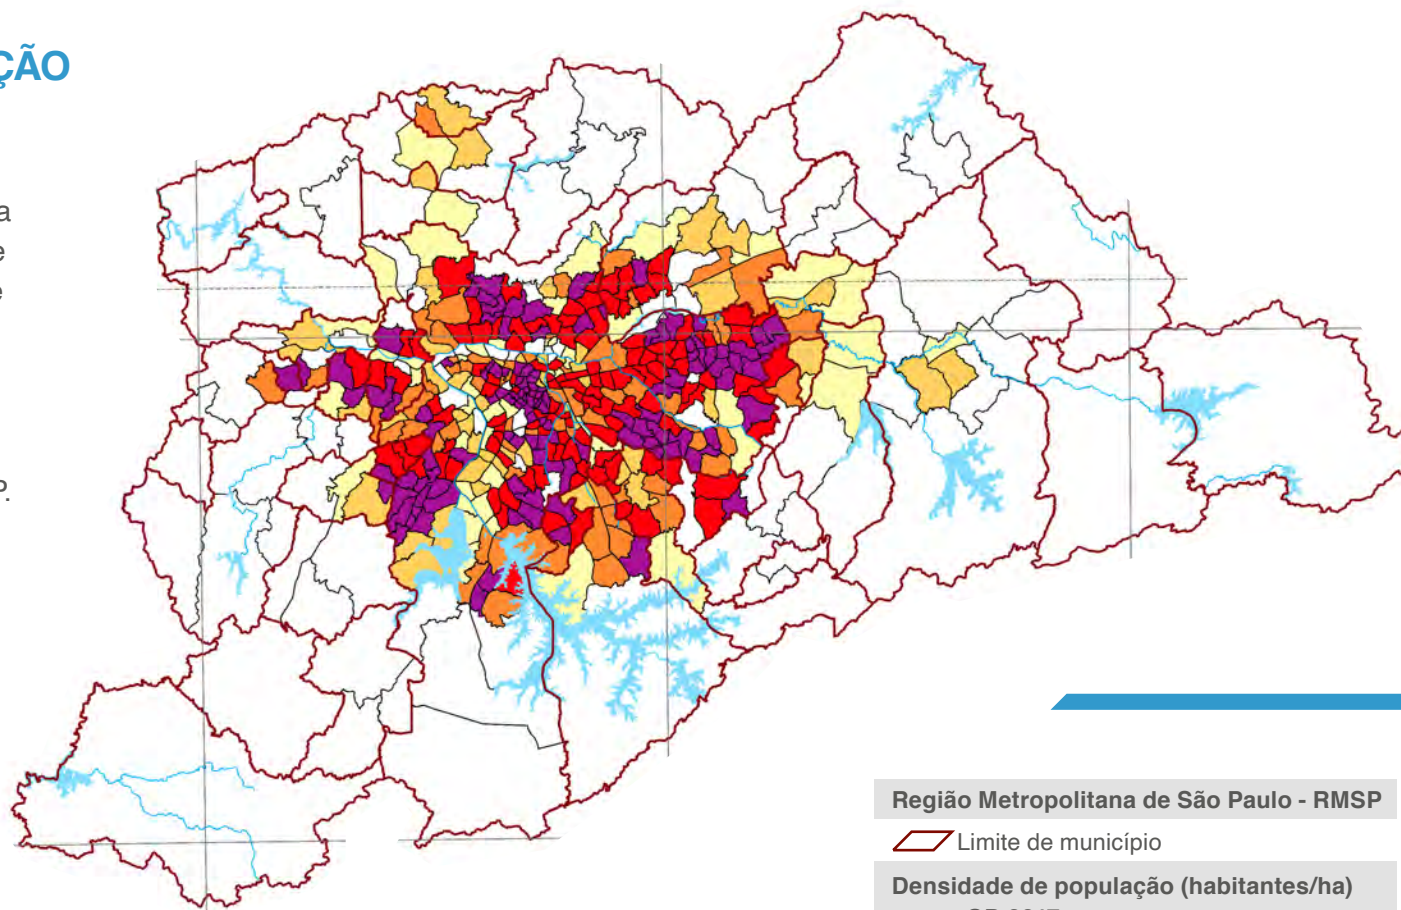 ÇÃO
a
e
e
P.
Região Metropolitana de São Paulo - RMSP
Limite de município
Densidade de população (habitantes/ha)